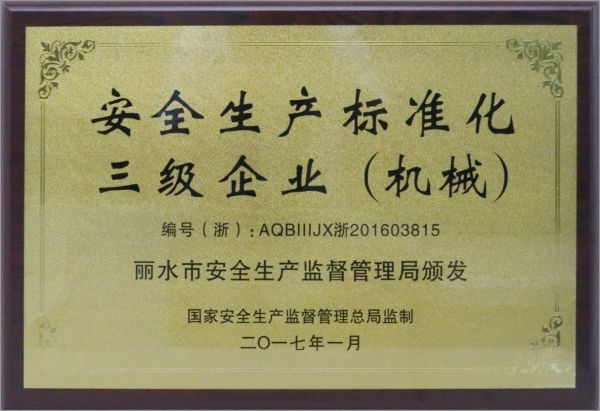 安全生产标准化
三级企业（机械）
编号（浙）: AQBIIIJX浙201603815
丽水市安全生产监督管理局颁发
国家安全生产监督管理总局监制
二〇一七年一月